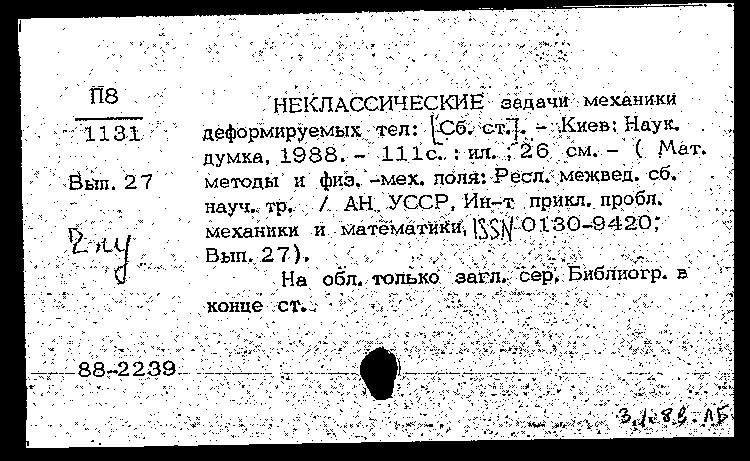 П8
1131
Вып. 27
НЕКЛАССИЧЕСКИЕ задачи механики
деформируемых тел: [Сб. ст.]. - Киев: Наук.
думка, 1988. - 111с. : ил. ; 26 см. - ( Мат.
методы и физ. -мех. поля: Респ. межвед. сб.
науч. тр. / АН УССР, Ин-т прикл. пробл.
механики и математики, ISSN 0130-9420;
Вып. 27).
На обл. только загл. сер. Библиогр. в
конце ст.
88-2239